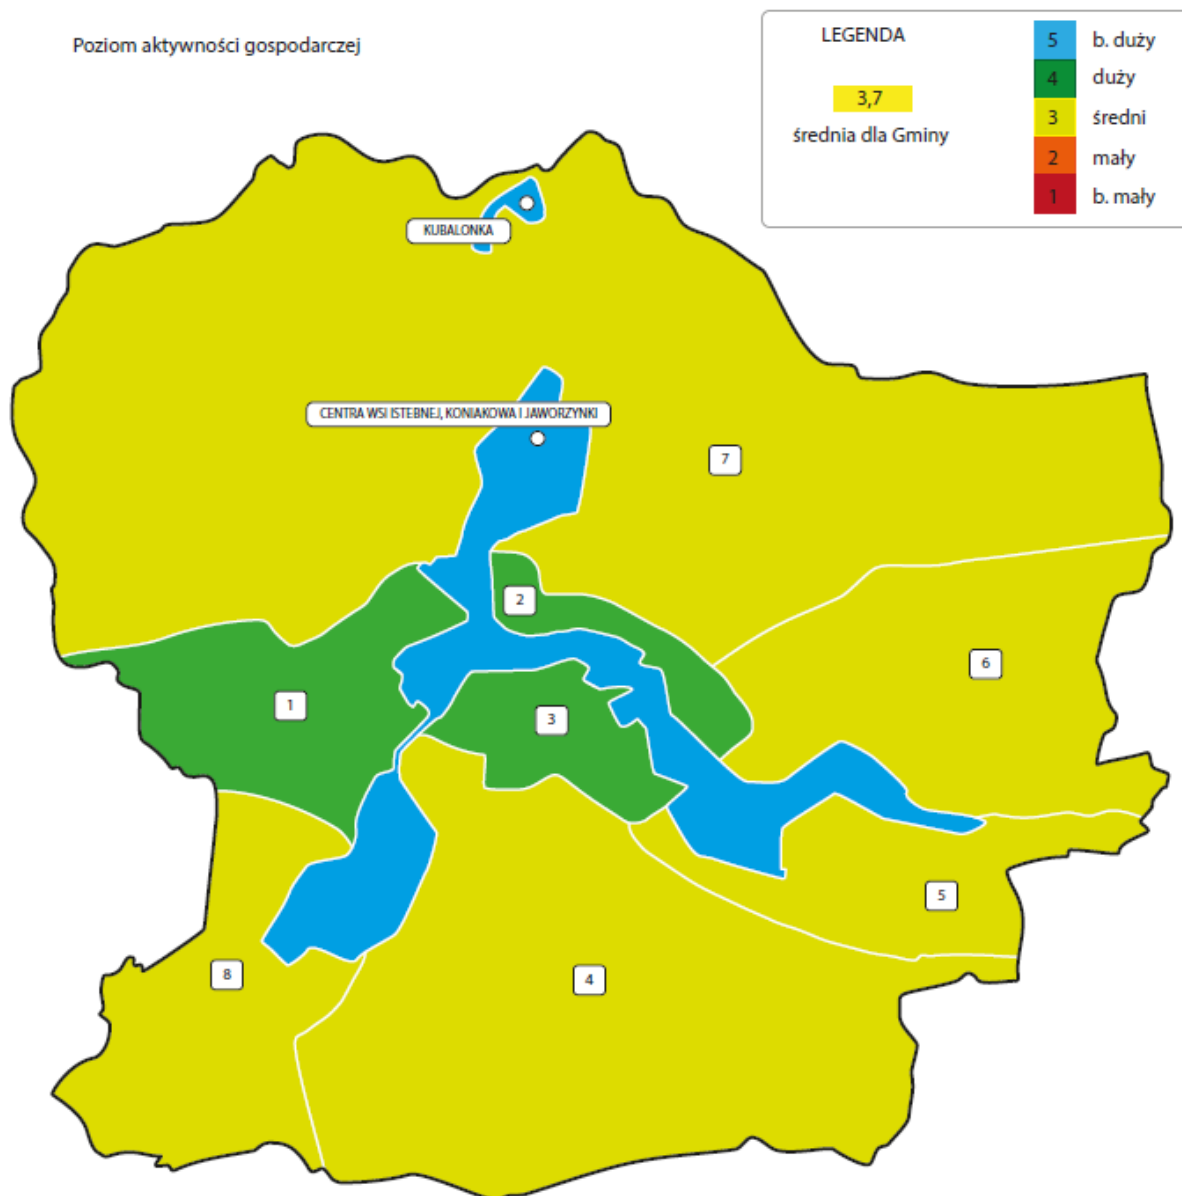 Poziom aktywności gospodarczej
LEGENDA
3,7
średnia dla Gminy
5 b. duży
4 duży
3 średni
2 mały
1 b. mały
KUBALONKA
CENTRA WSI ISTEBNEJ, KONIAKOWA I JAWORZYNKI
7
2
6
1
3
5
8
4